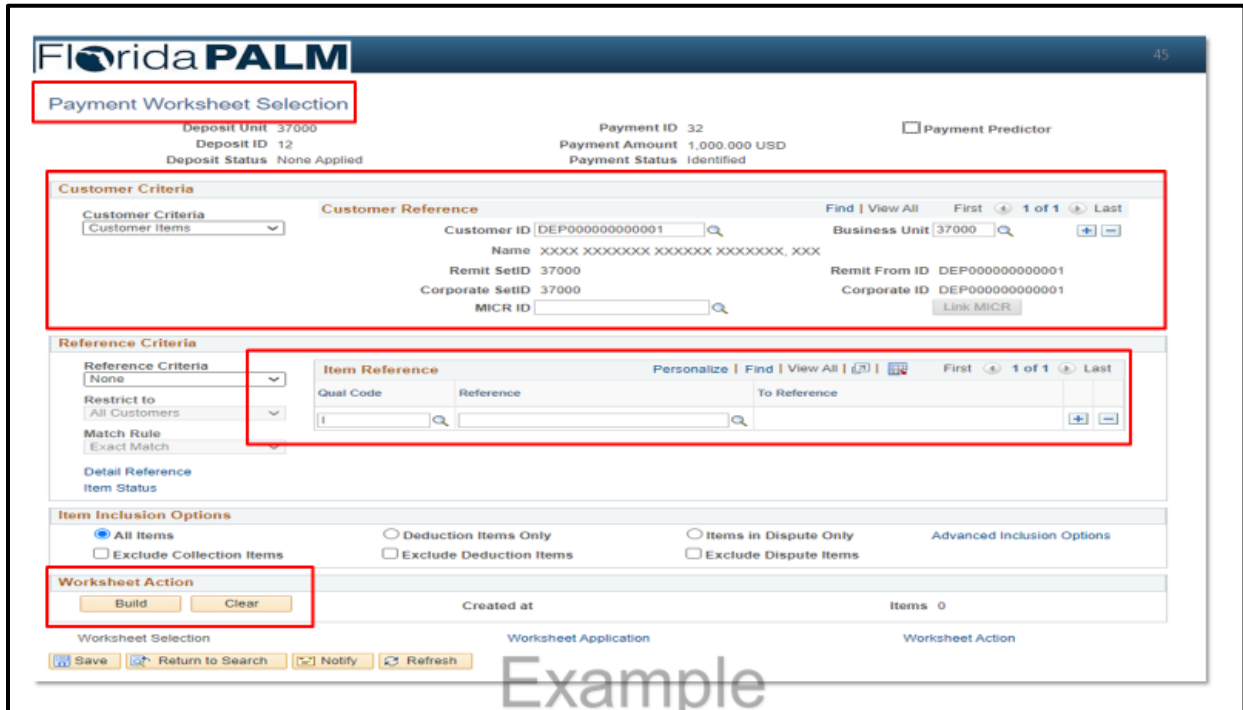 Florida PALM
45
Payment Worksheet Selection
Deposit Unit 37000 Payment ID 32 Payment Predictor
Deposit ID 12 Payment Amount 1,000.000 USD
Deposit Status None Applied Payment Status Identified
Customer Criteria
Customer Criteria Customer Reference Find | View All First 1 of 1 Last
Customer Items Customer ID DEP000000000001 Business Unit 37000
Name XXXX XXXXXXX XXXXXX XXXXXXX, XXX
Remit SetID 37000 Remit From ID DEP000000000001
Corporate SetID 37000 Corporate ID DEP000000000001
MICR ID Link MICR
Reference Criteria
Reference Criteria Item Reference Personalize | Find | View All | First 1 of 1 Last
None
Qual Code Reference To Reference
Restrict to
All Customers I
Match Rule
Exact Match
Detail Reference
Item Status
Item Inclusion Options
All Items Deduction Items Only Items in Dispute Only Advanced Inclusion Options
Exclude Collection Items Exclude Deduction Items Exclude Dispute Items
Worksheet Action
Build Clear Created at Items 0
Worksheet Selection Worksheet Application Worksheet Action
Save Return to Search Notify Refresh
Example